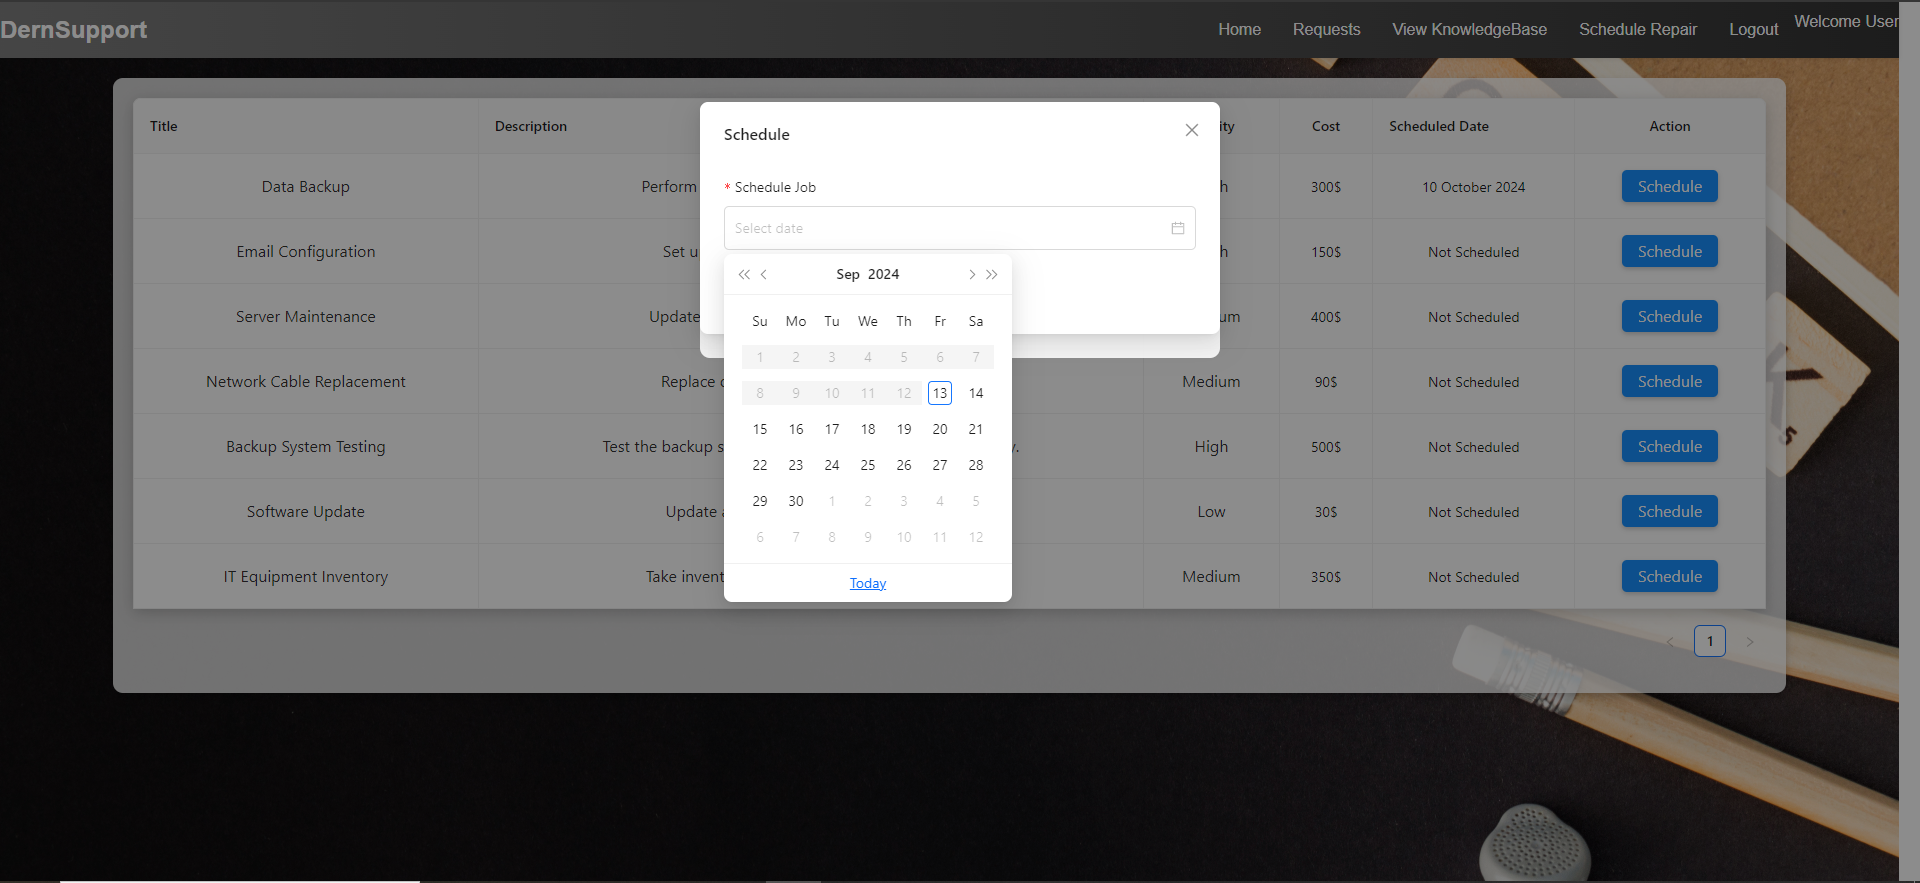 DernSupport
Home Requests View KnowledgeBase Schedule Repair Logout Welcome User
Schedule
* Schedule Job
Select date
Sep 2024
Su Mo Tu We Th Fr Sa
1 2 3 4 5 6 7
8 9 10 11 12 13 14
15 16 17 18 19 20 21
22 23 24 25 26 27 28
29 30 1 2 3 4 5
6 7 8 9 10 11 12
Today
Title Description Cost Scheduled Date Action
Data Backup Perform 300$ 10 October 2024 Schedule
Email Configuration Set u 150$ Not Scheduled Schedule
Server Maintenance Update 400$ Not Scheduled Schedule
Network Cable Replacement Replace Medium 90$ Not Scheduled Schedule
Backup System Testing Test the backup s High 500$ Not Scheduled Schedule
Software Update Update Low 30$ Not Scheduled Schedule
IT Equipment Inventory Take invent Medium 350$ Not Scheduled Schedule
1
K
5